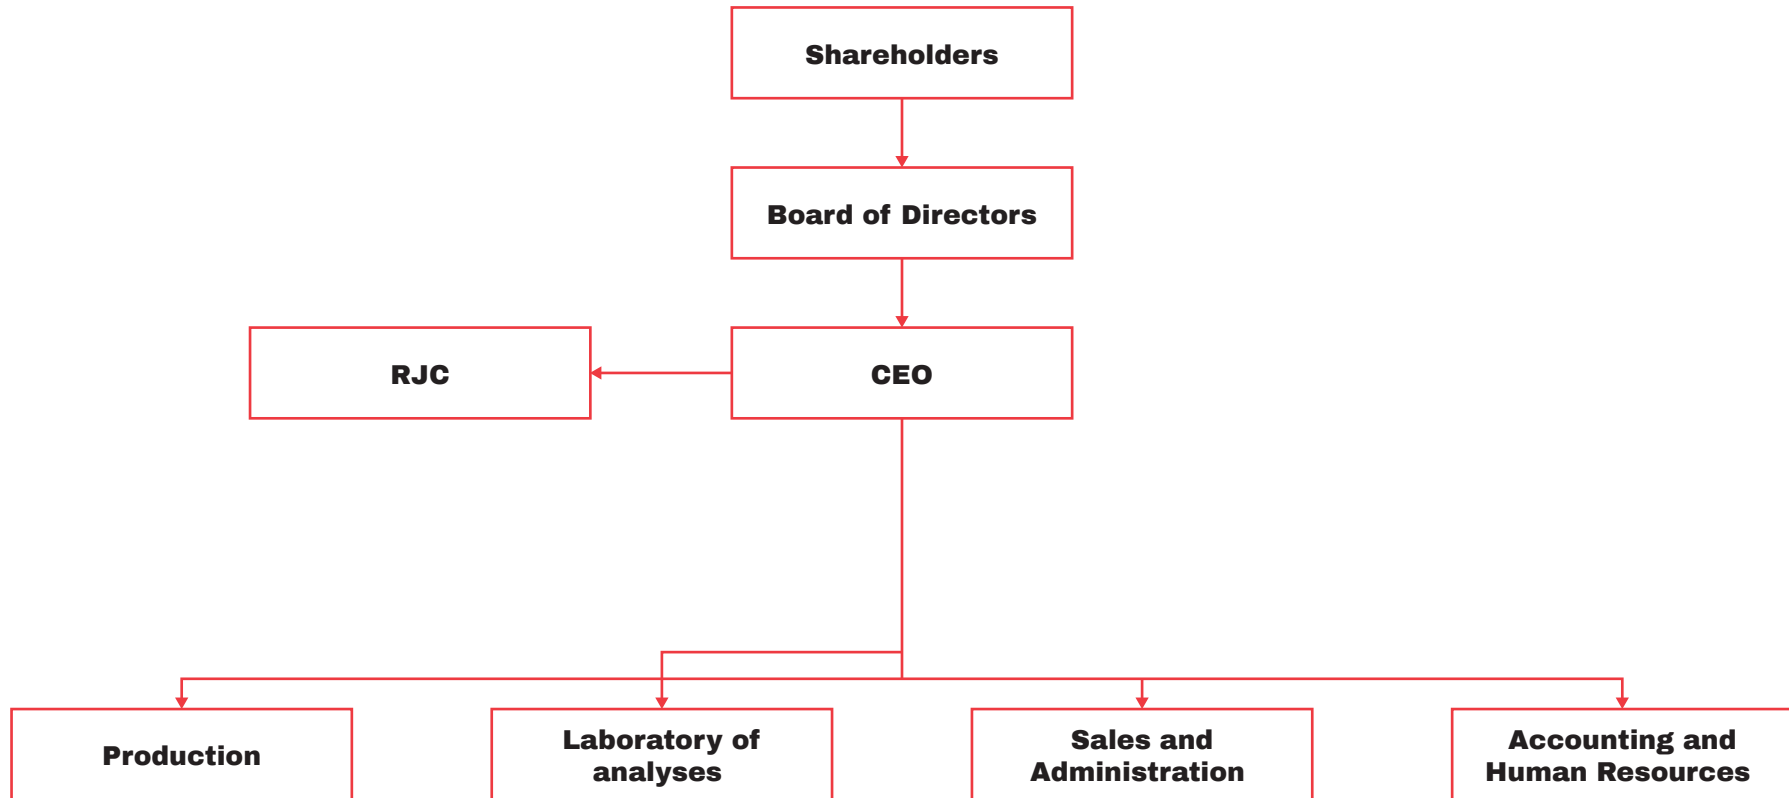 Shareholders
Board of Directors
RJC
CEO
Production
Laboratory of
analyses
Sales and
Administration
Accounting and
Human Resources